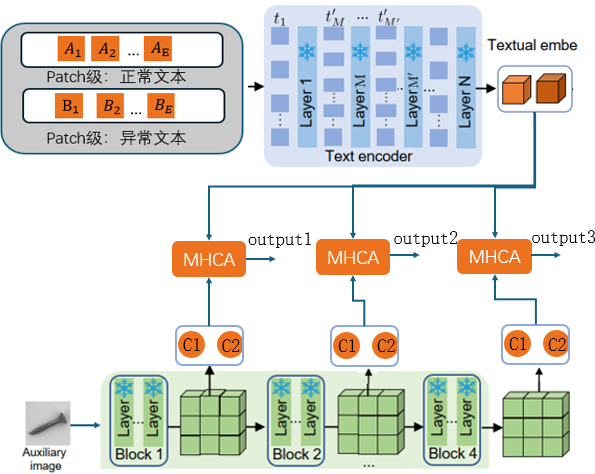 A1 A2 ... AE
Patch级：正常文本
B1 B2 ... BE
Patch级：异常文本
t1 t'M ... t'M'
Layer 1
Layer M
Layer M'
Layer N
Text encoder
Textual embe
MHCA
output1
MHCA
output2
MHCA
output3
C1 C2
C1 C2
C1 C2
Layer ... Layer
Block 1
Layer ... Layer
Block 2
Layer ... Layer
Block 4
...
Auxiliary
image